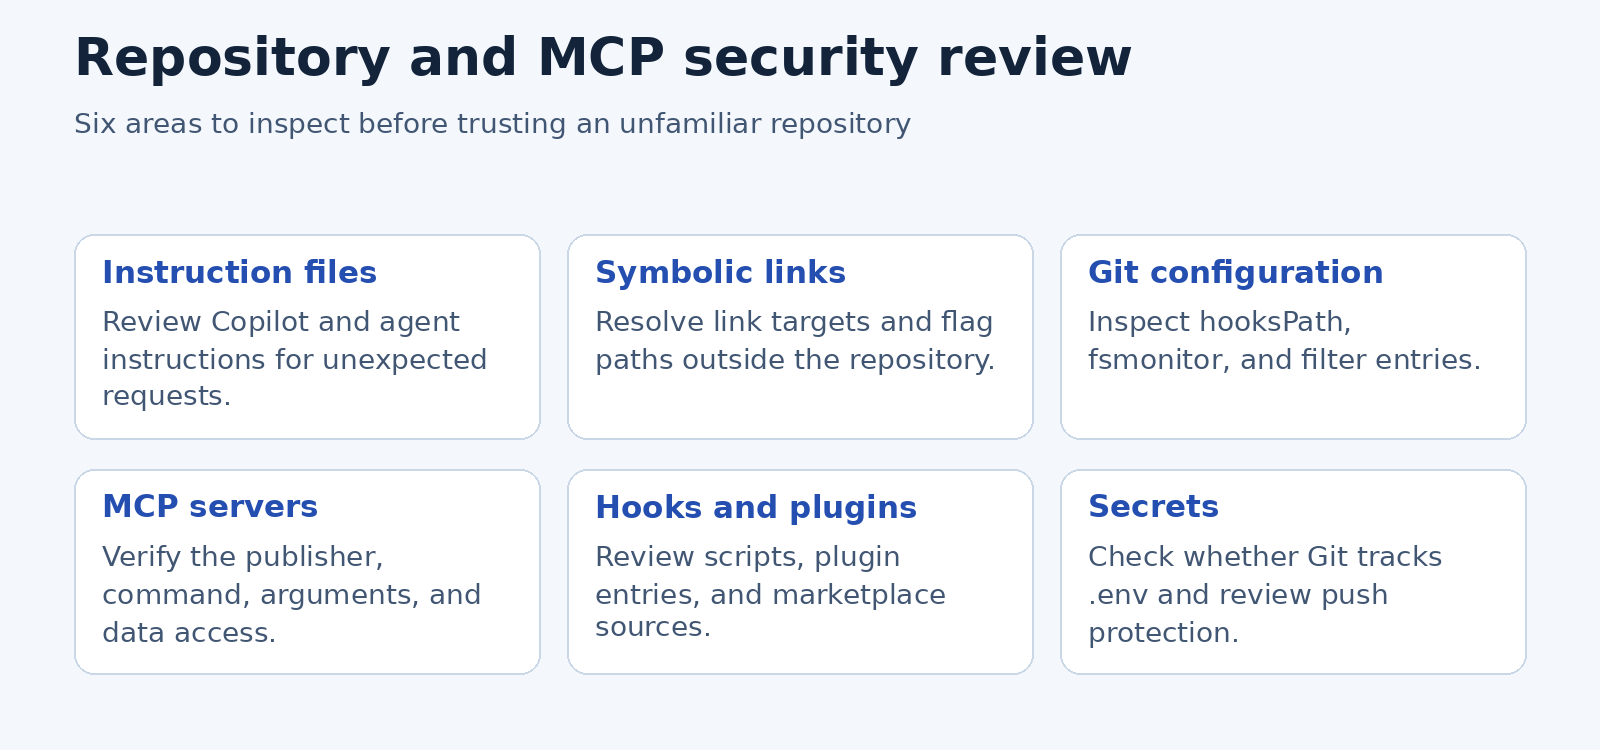 Repository and MCP security review
Six areas to inspect before trusting an unfamiliar repository
Instruction files
Review Copilot and agent
instructions for unexpected
requests.
Symbolic links
Resolve link targets and flag
paths outside the repository.
Git configuration
Inspect hooksPath,
fsmonitor, and filter entries.
MCP servers
Verify the publisher,
command, arguments, and
data access.
Hooks and plugins
Review scripts, plugin
entries, and marketplace
sources.
Secrets
Check whether Git tracks
.env and review push
protection.